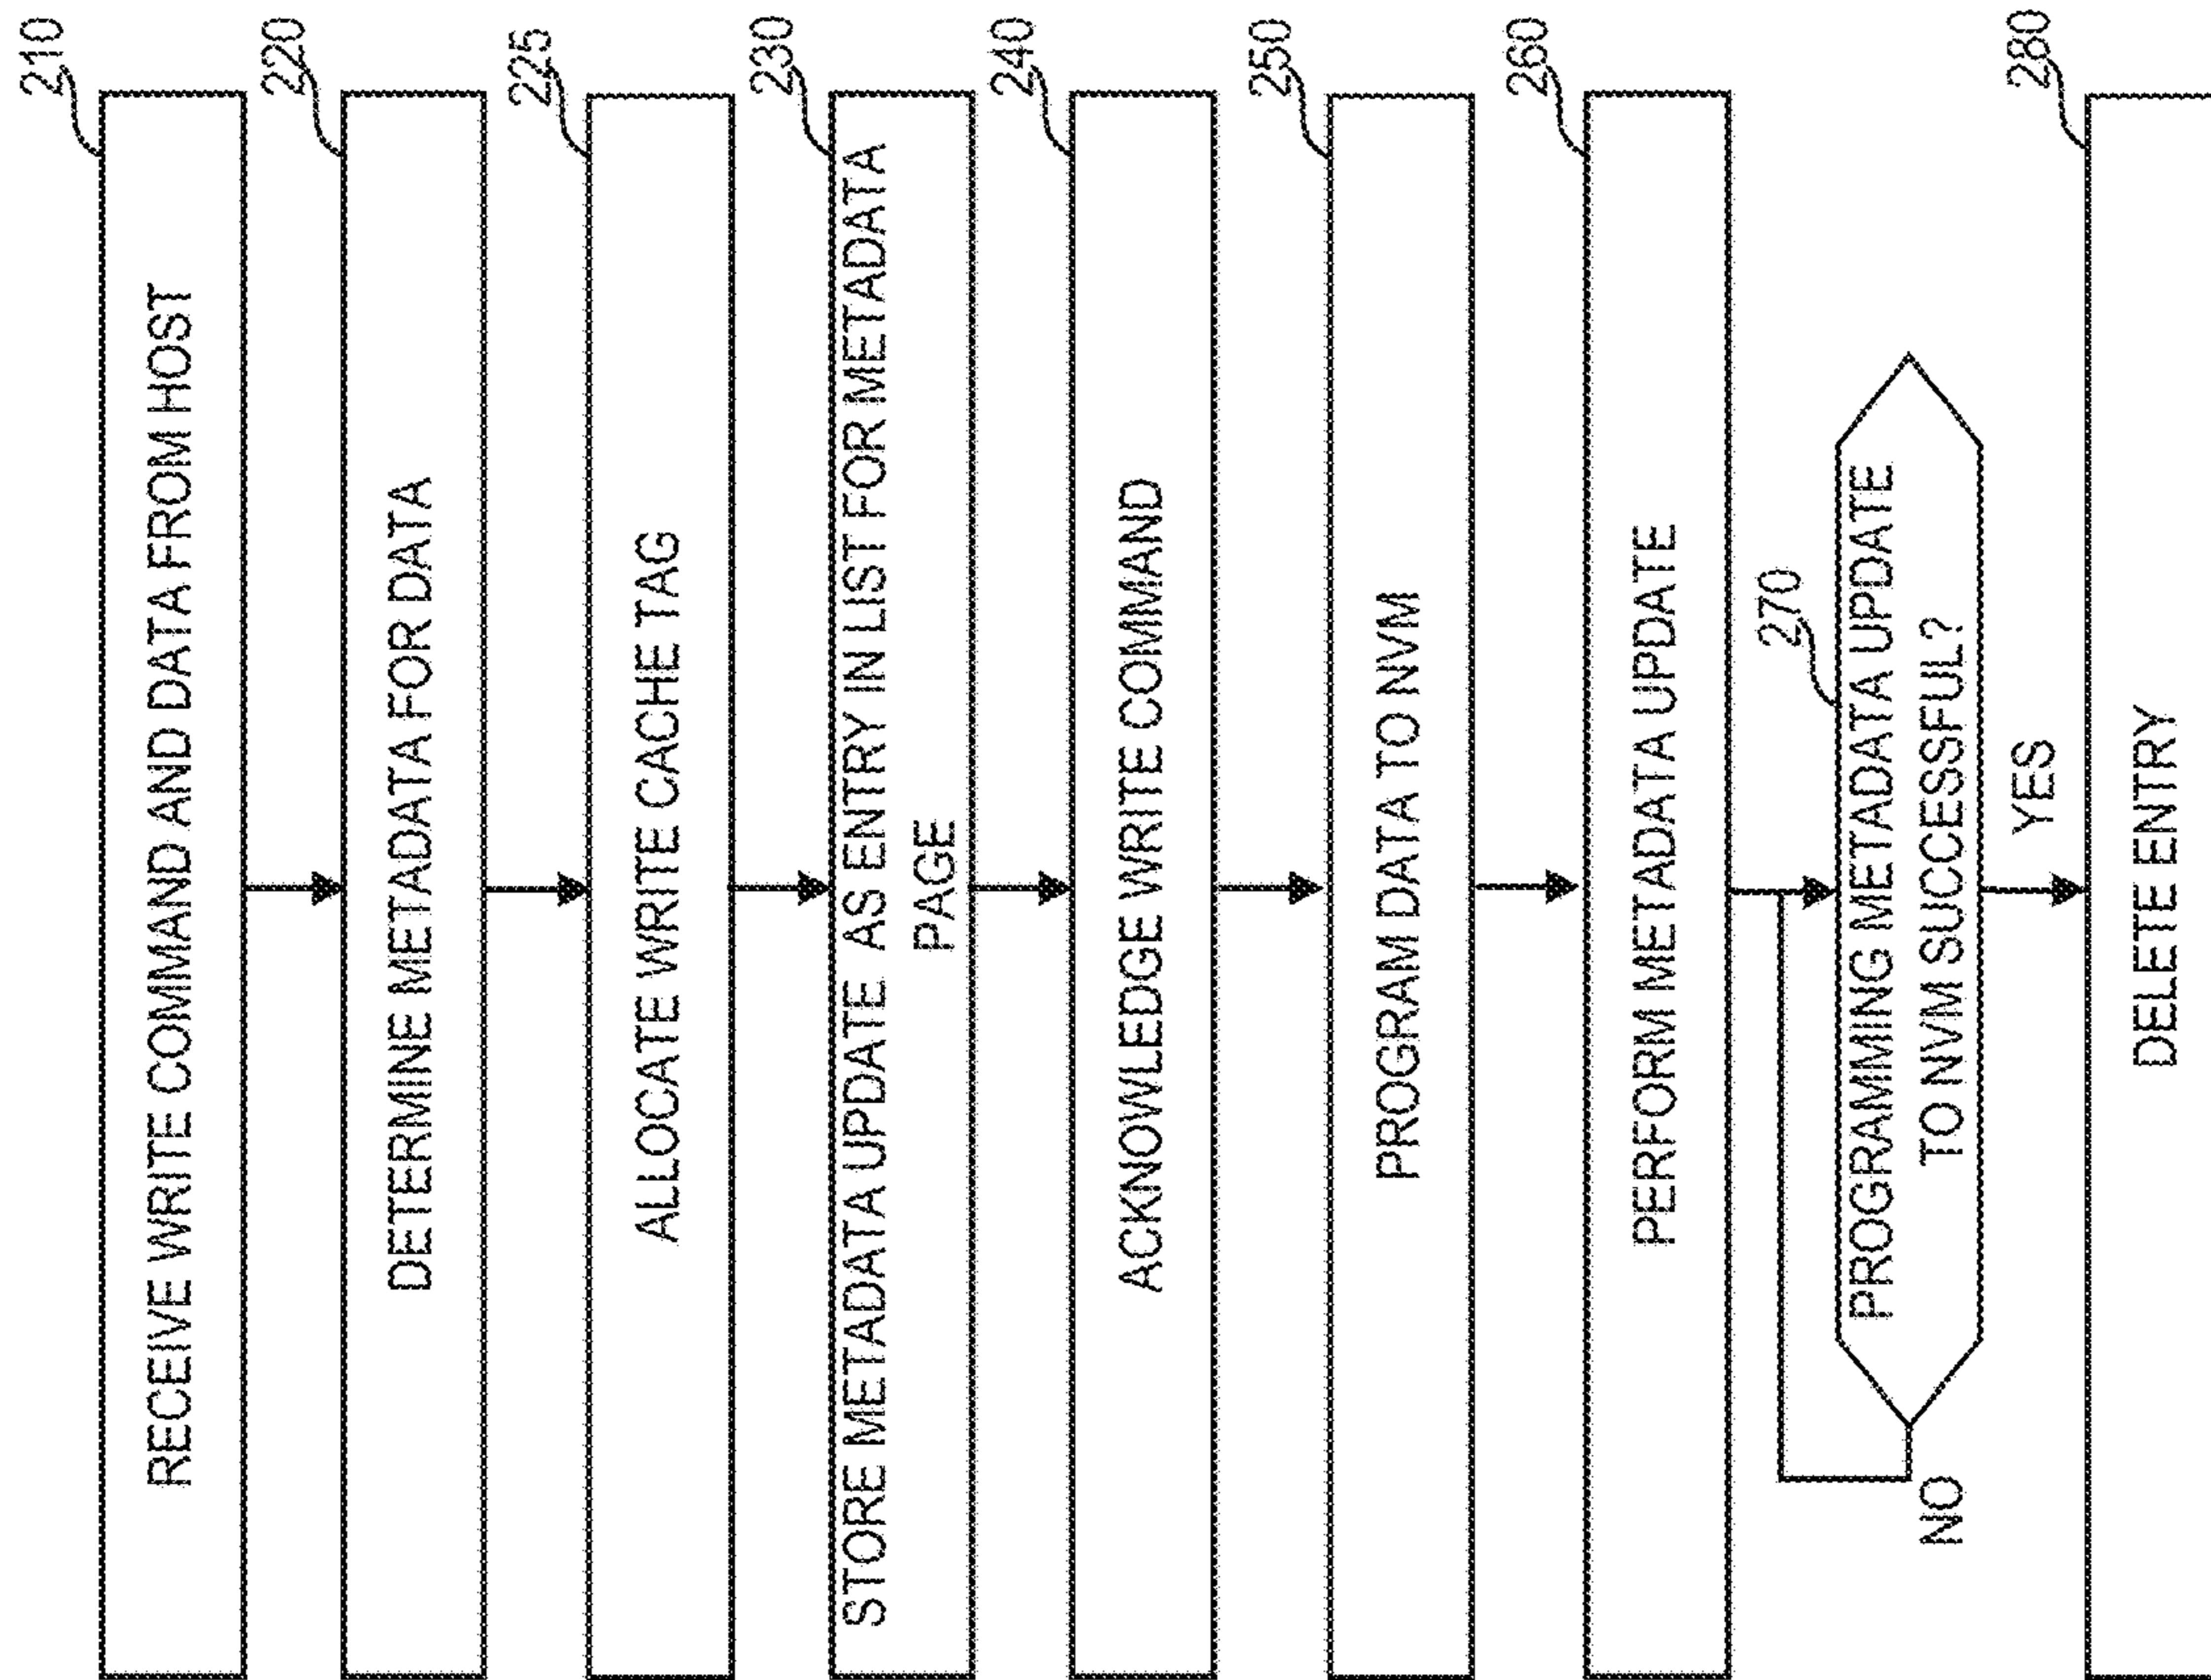 210
RECEIVE WRITE COMMAND AND DATA FROM HOST
220
DETERMINE METADATA FOR DATA
225
ALLOCATE WRITE CACHE TAG
230
STORE METADATA UPDATE AS ENTRY IN LIST FOR METADATA
PAGE
240
ACKNOWLEDGE WRITE COMMAND
250
PROGRAM DATA TO NVM
260
PERFORM METADATA UPDATE
270
PROGRAMMING METADATA UPDATE
TO NVM SUCCESSFUL?
NO
YES
280
DELETE ENTRY